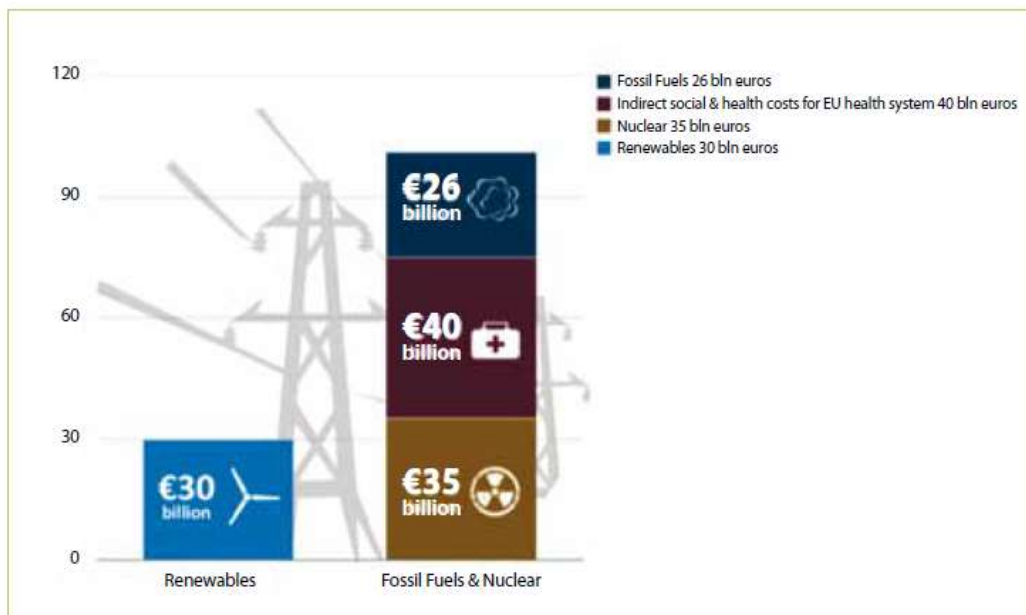 120
90
60
30
0
Fossil Fuels 26 bln euros
Indirect social & health costs for EU health system 40 bln euros
Nuclear 35 bln euros
Renewables 30 bln euros
€26
billion
€40
billion
€35
billion
€30
billion
Renewables
Fossil Fuels & Nuclear